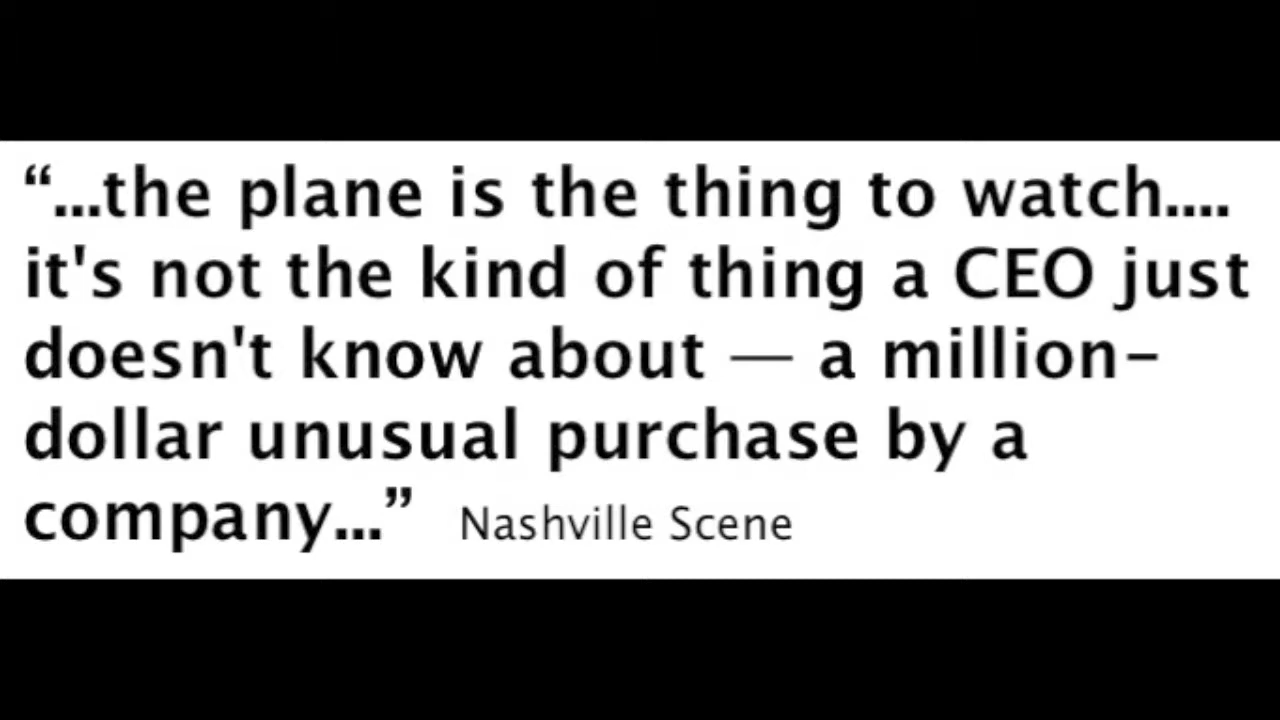 “...the plane is the thing to watch....
it's not the kind of thing a CEO just
doesn't know about — a million-
dollar unusual purchase by a
company...” Nashville Scene